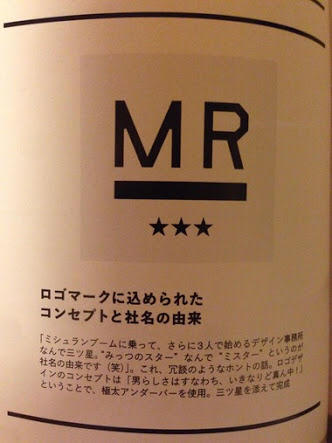 MR
★★★
ロゴマークに込められた
コンセプトと社名の由来
「ミシュランブームに乗って、さらに3人で始めるデザイン事務所
なんで三ツ星。“みっつのスター”なんで“ミスター”というのが
社名の由来です（笑）」。これ、冗談のようなホントの話。ロゴデザ
インのコンセプトは「男らしさはすなわち、いきなりど真ん中！」
ということで、極太アンダーバーを使用。三ツ星を添えて完成